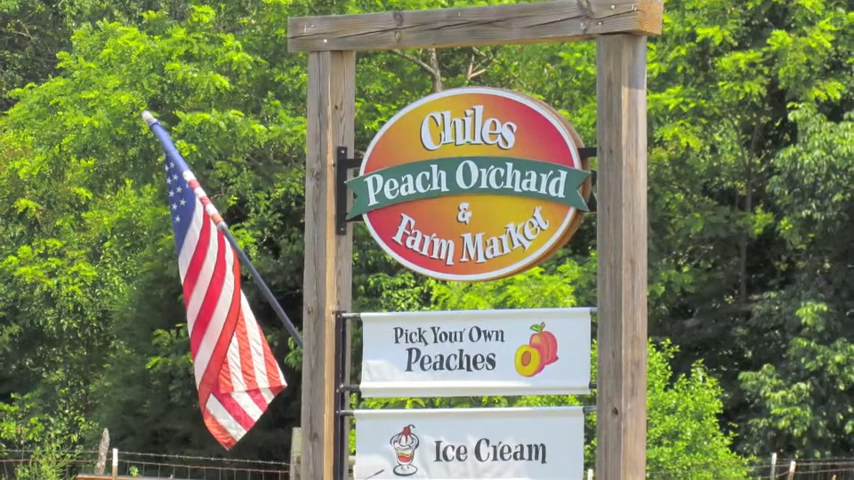 Chiles
Peach Orchard
&
Farm Market
Pick Your Own
Peaches
Ice Cream